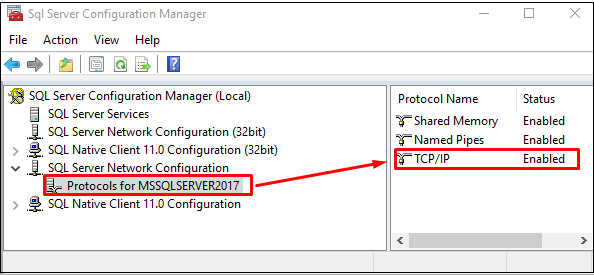 Sql Server Configuration Manager
File Action View Help
SQL Server Configuration Manager (Local)
SQL Server Services
SQL Server Network Configuration (32bit)
SQL Native Client 11.0 Configuration (32bit)
SQL Server Network Configuration
Protocols for MSSQLSERVER2017
SQL Native Client 11.0 Configuration
Protocol Name Status
Shared Memory Enabled
Named Pipes Enabled
TCP/IP Enabled